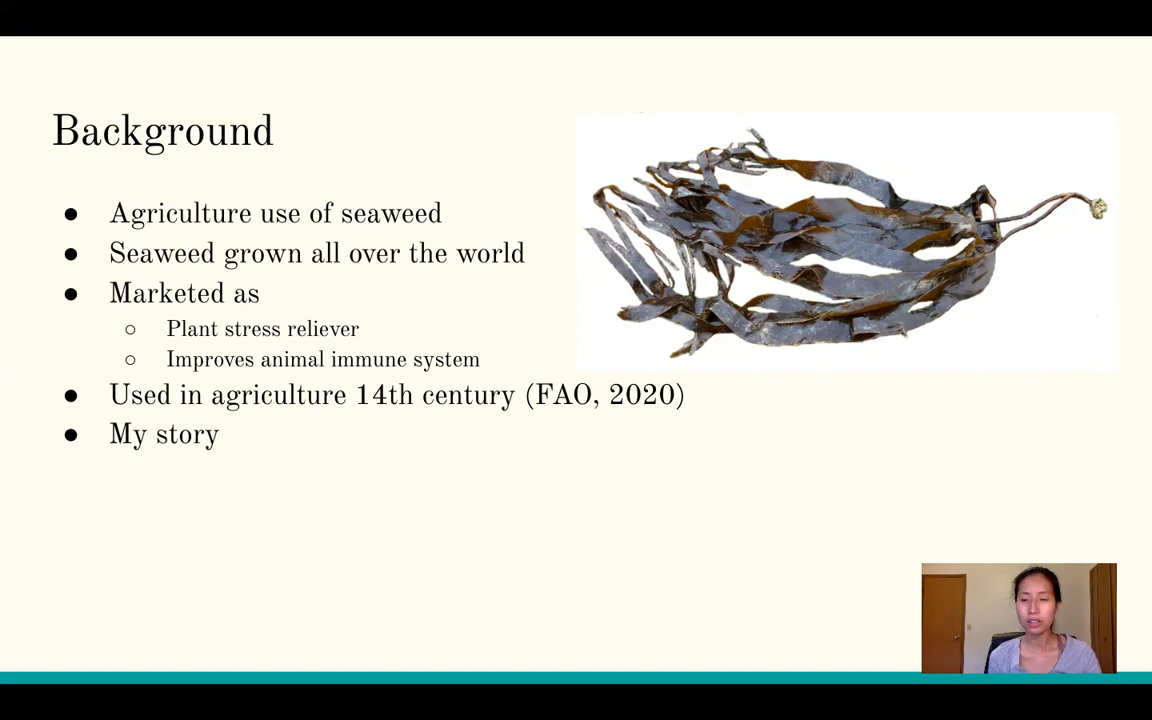 Background
● Agriculture use of seaweed
● Seaweed grown all over the world
● Marketed as
○ Plant stress reliever
○ Improves animal immune system
● Used in agriculture 14th century (FAO, 2020)
● My story